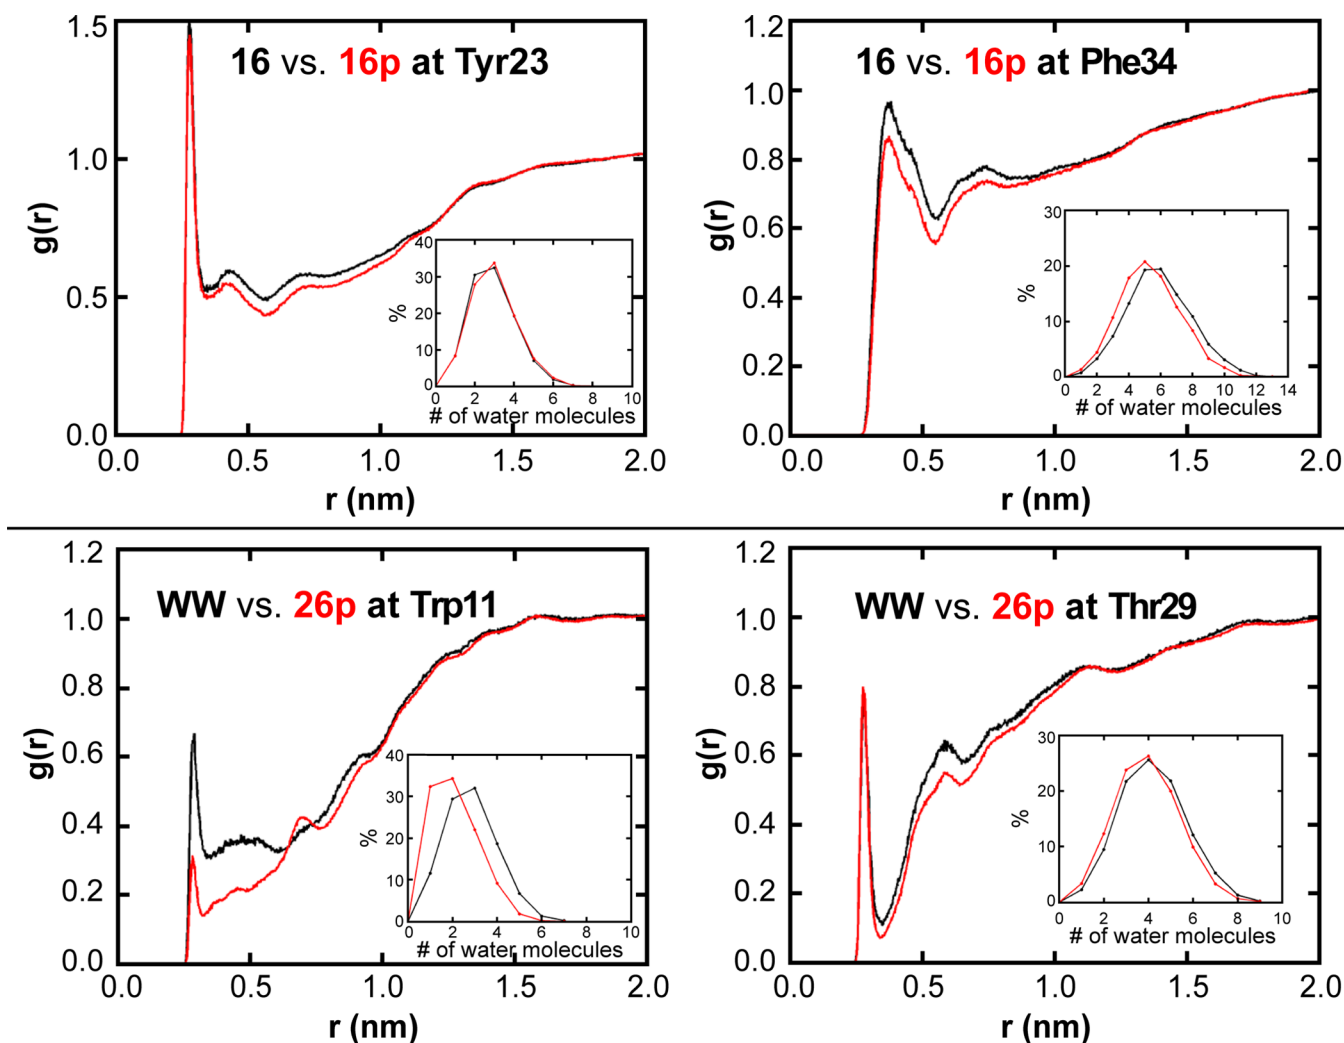 16 vs. 16p at Tyr23
g(r)
1.5
1.0
0.5
0.0
0.0 0.5 1.0 1.5 2.0
r (nm)
%
40
30
20
10
0
0 2 4 6 8 10
# of water molecules
16 vs. 16p at Phe34
g(r)
1.2
1.0
0.8
0.6
0.4
0.2
0.0
0.0 0.5 1.0 1.5 2.0
r (nm)
%
30
20
10
0
0 2 4 6 8 10 12 14
# of water molecules
WW vs. 26p at Trp11
g(r)
1.2
1.0
0.8
0.6
0.4
0.2
0.0
0.0 0.5 1.0 1.5 2.0
r (nm)
%
40
30
20
10
0
0 2 4 6 8 10
# of water molecules
WW vs. 26p at Thr29
g(r)
1.2
1.0
0.8
0.6
0.4
0.2
0.0
0.0 0.5 1.0 1.5 2.0
r (nm)
%
30
20
10
0
0 2 4 6 8 10
# of water molecules